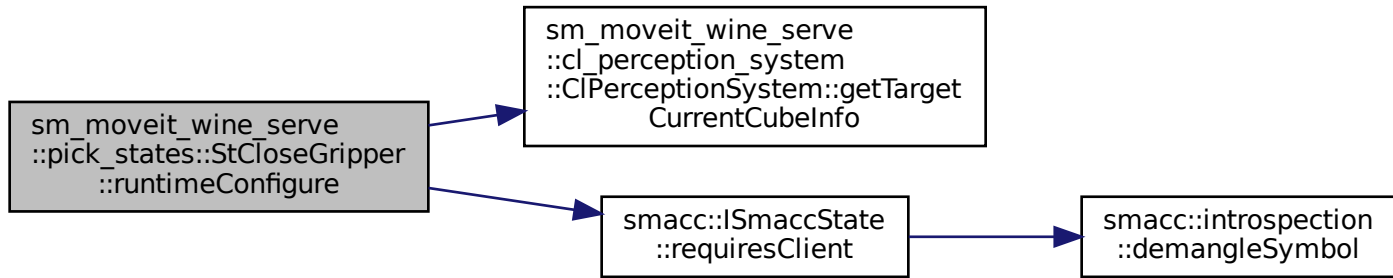 sm_moveit_wine_serve
::pick_states::StCloseGripper
::runtimeConfigure
sm_moveit_wine_serve
::cl_perception_system
::ClPerceptionSystem::getTarget
CurrentCubeInfo
smacc::ISmaccState
::requiresClient
smacc::introspection
::demangleSymbol